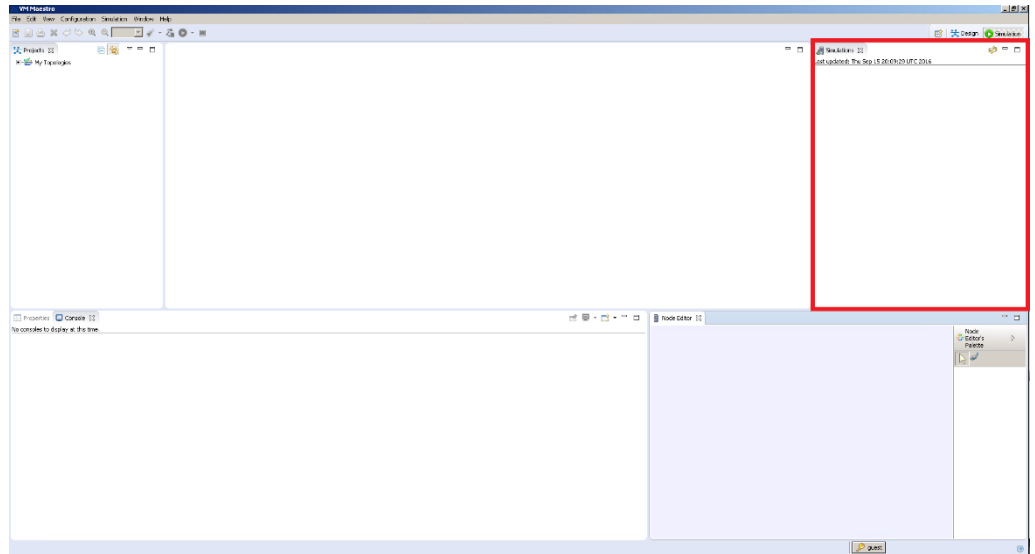 VM Maestro
File Edit View Configuration Simulation Window Help
Design Simulation
Projects
My Topologies
Simulations
Last updated: Thu Sep 15 20:09:29 UTC 2016
Properties Console
No consoles to display at this time.
Node Editor
Node
Editor's
Palette
guest